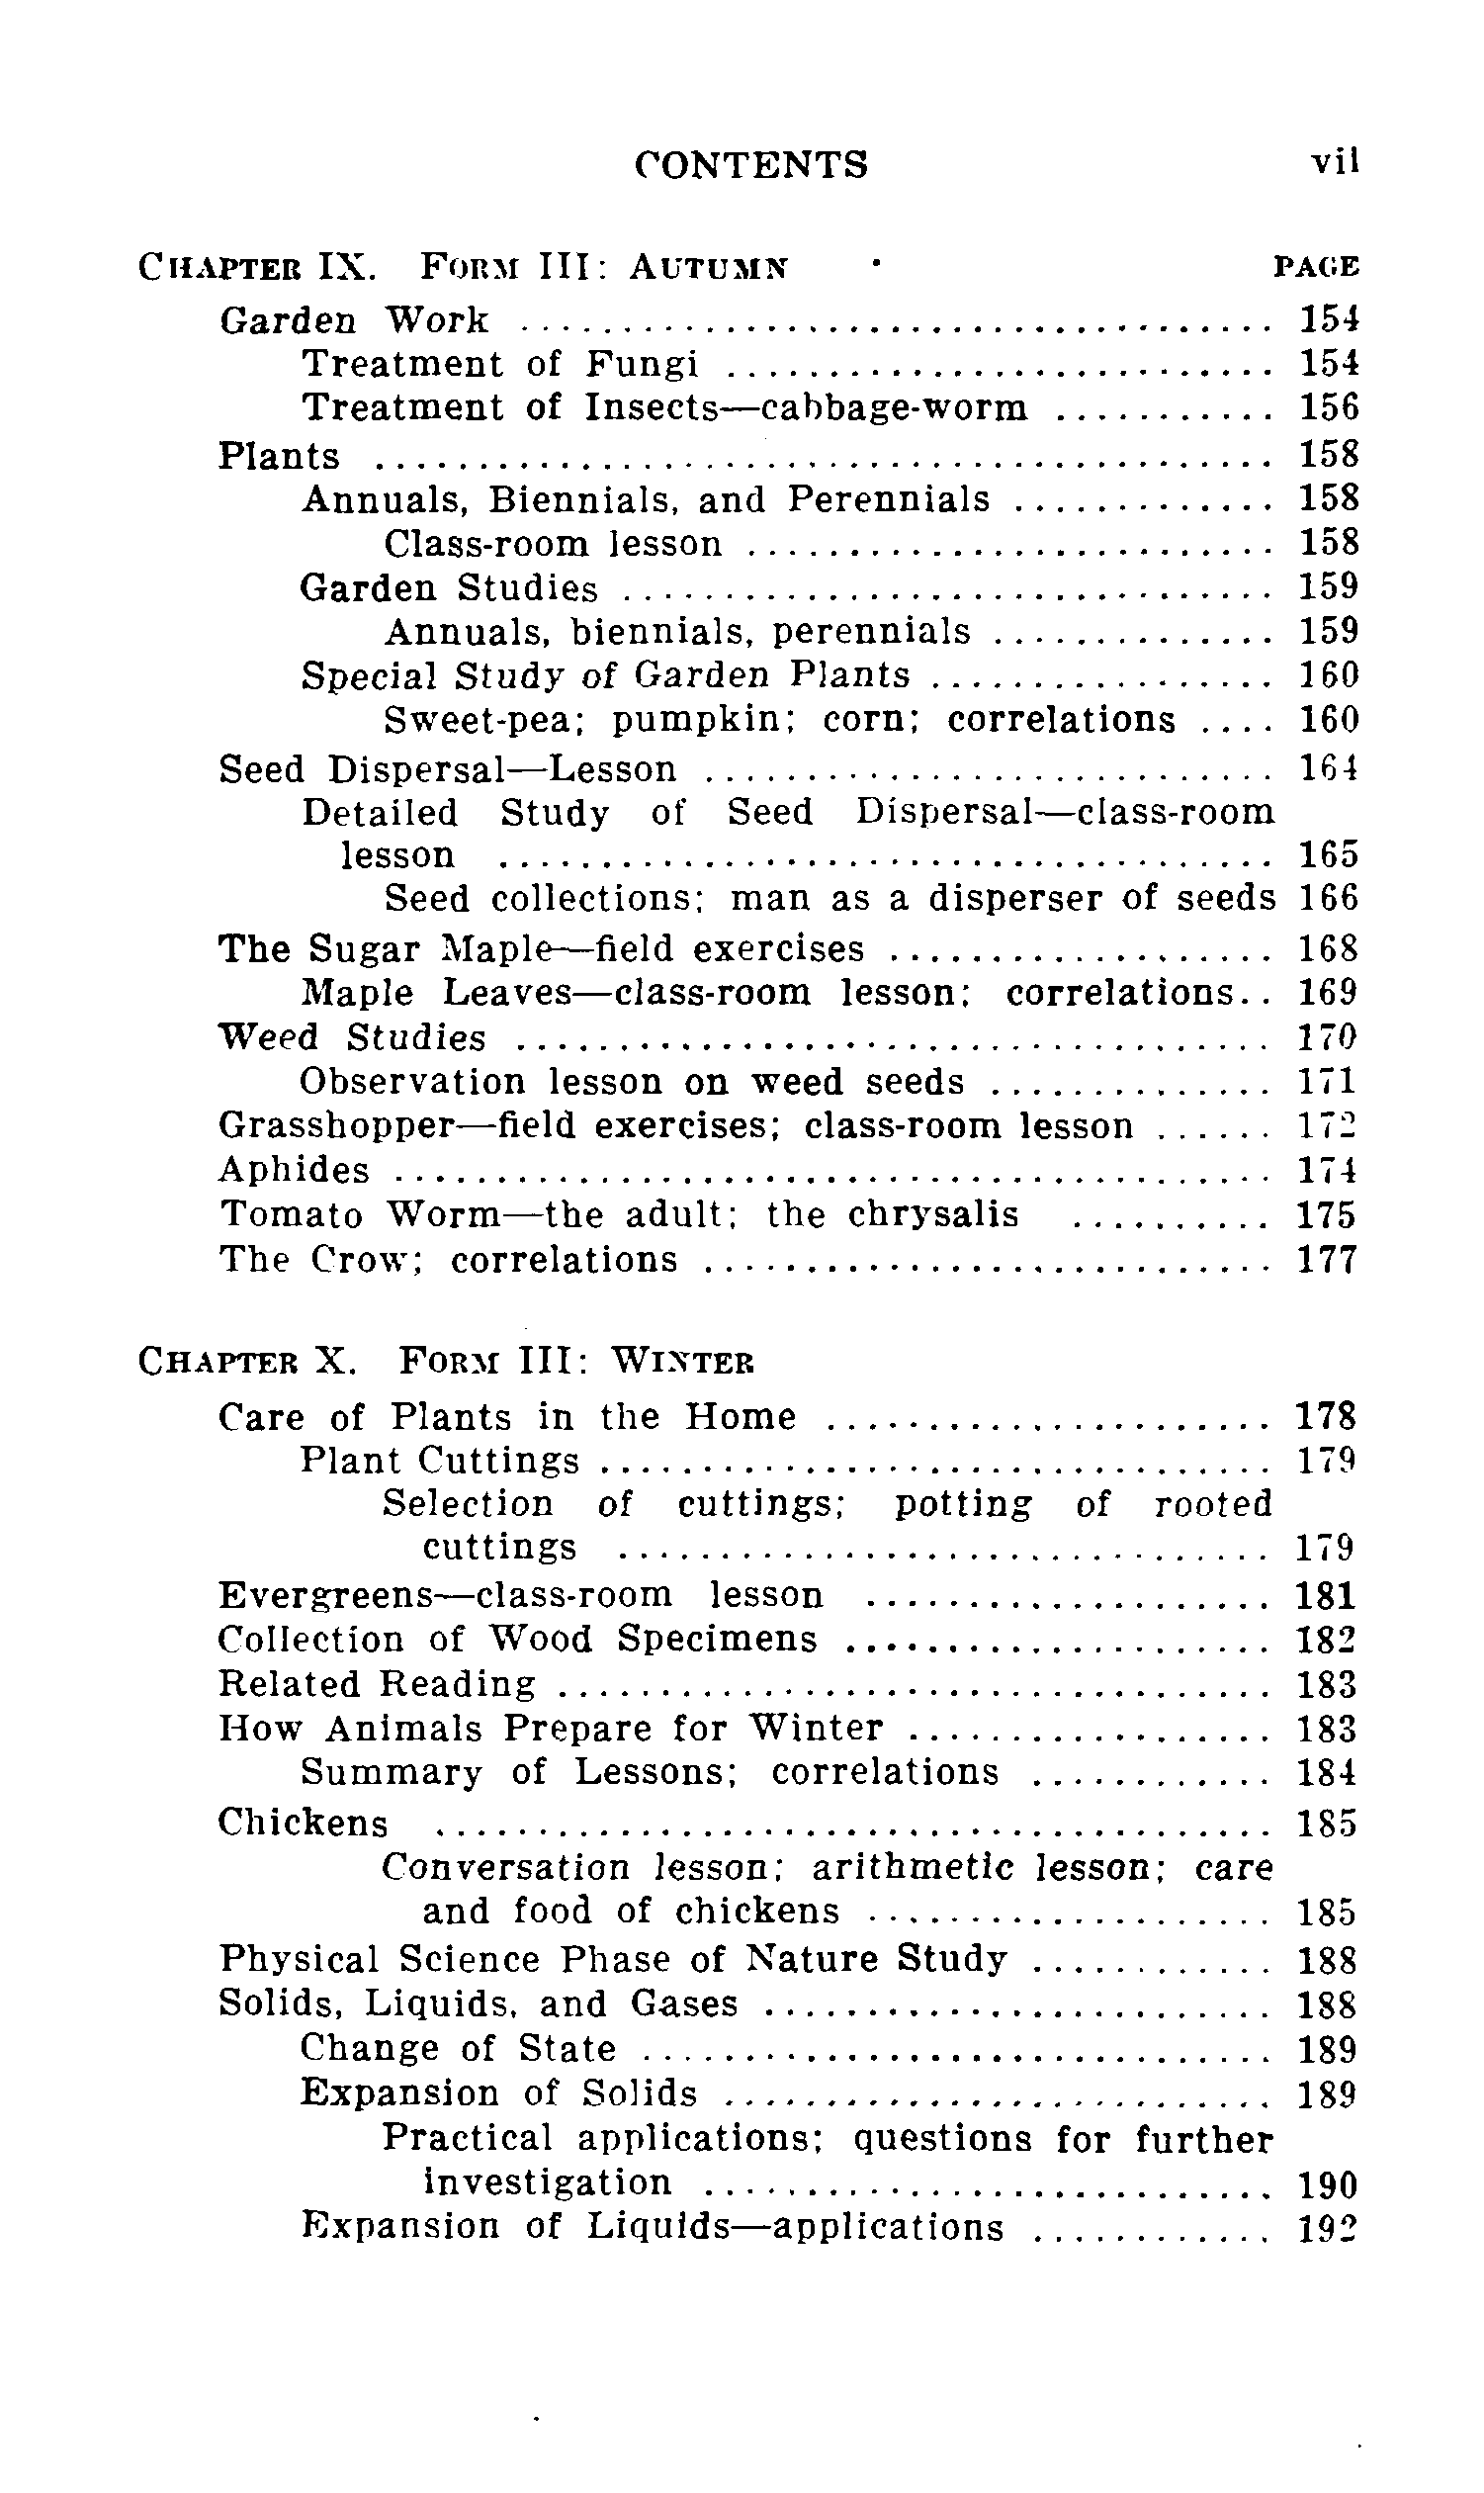 CONTENTS vii
CHAPTER IX. FORM III: AUTUMN PAGE
Garden Work .................................... 154
Treatment of Fungi ........................... 154
Treatment of Insects—cabbage-worm ........... 156
Plants ............................................ 158
Annuals, Biennials, and Perennials ............. 158
Class-room lesson .......................... 158
Garden Studies ................................ 159
Annuals, biennials, perennials .............. 159
Special Study of Garden Plants ................. 160
Sweet-pea; pumpkin; corn; correlations .... 160
Seed Dispersal—Lesson ............................ 164
Detailed Study of Seed Dispersal—class-room
lesson ...................................... 165
Seed collections; man as a disperser of seeds 166
The Sugar Maple—field exercises ................... 168
Maple Leaves—class-room lesson; correlations.. 169
Weed Studies ..................................... 170
Observation lesson on weed seeds .............. 171
Grasshopper—field exercises; class-room lesson ...... 172
Aphides ........................................... 174
Tomato Worm—the adult; the chrysalis .......... 175
The Crow; correlations ............................ 177
CHAPTER X. FORM III: WINTER
Care of Plants in the Home ...................... 178
Plant Cuttings ................................. 179
Selection of cuttings; potting of rooted
cuttings ................................ 179
Evergreens—class-room lesson .................... 181
Collection of Wood Specimens ..................... 182
Related Reading ................................... 183
How Animals Prepare for Winter .................. 183
Summary of Lessons; correlations ............ 184
Chickens ......................................... 185
Conversation lesson; arithmetic lesson; care
and food of chickens .................... 185
Physical Science Phase of Nature Study ............ 188
Solids, Liquids, and Gases ......................... 188
Change of State ............................... 189
Expansion of Solids ........................... 189
Practical applications; questions for further
investigation ............................ 190
Expansion of Liquids—applications ............ 192